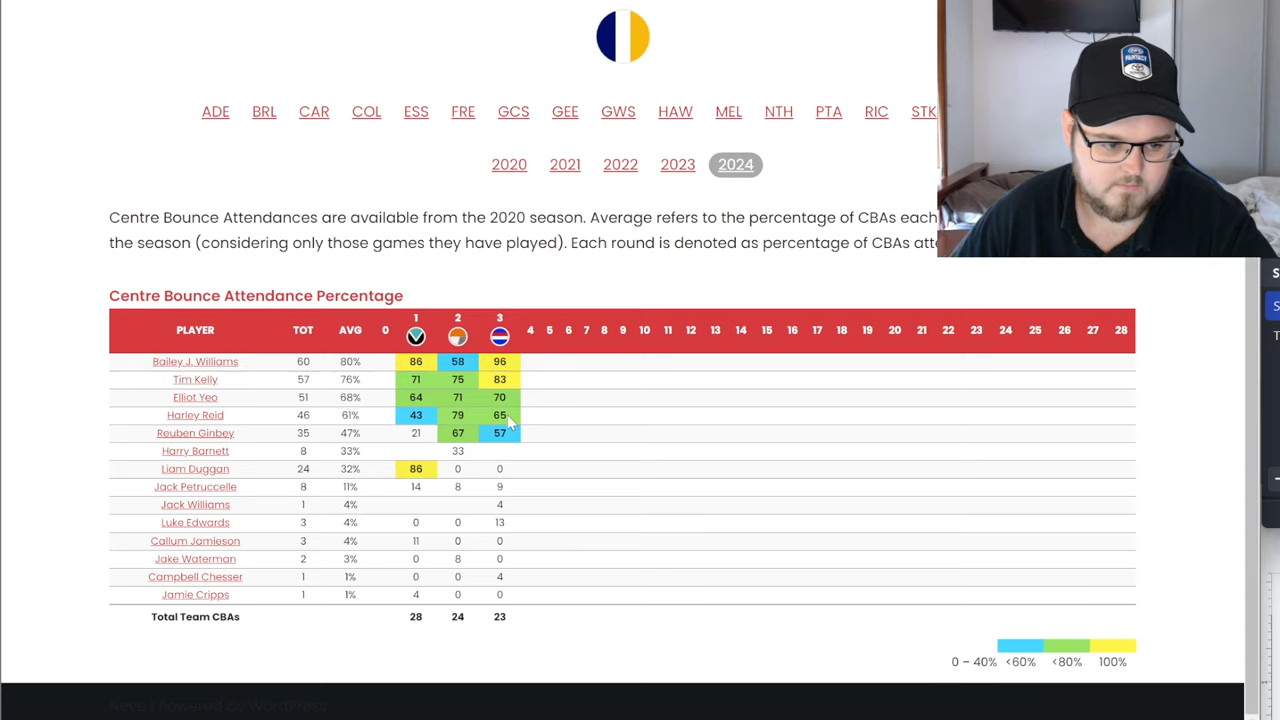 ADE BRL CAR COL ESS FRE GCS GEE GWS HAW MEL NTH PTA RIC STK
2020 2021 2022 2023 2024
Centre Bounce Attendances are available from the 2020 season. Average refers to the percentage of CBAs each
the season (considering only those games they have played). Each round is denoted as percentage of CBAs
Centre Bounce Attendance Percentage
PLAYER TOT AVG 0 1 2 3 4 5 6 7 8 9 10 11 12 13 14 15 16 17 18 19 20 21 22 23 24 25 26 27 28
Bailey J. Williams 60 80% 86 58 96
Tim Kelly 57 76% 71 75 83
Elliot Yeo 51 68% 64 71 70
Harley Reid 46 61% 43 79 65
Reuben Ginbey 35 47% 21 67 57
Harry Barnett 8 33% 33
Liam Duggan 24 32% 86 0 0
Jack Petruccelle 8 11% 14 8 9
Jack Williams 1 4% 4
Luke Edwards 3 4% 0 0 13
Callum Jamieson 3 4% 11 0 0
Jake Waterman 2 3% 0 8 0
Campbell Chesser 1 1% 0 0 4
Jamie Cripps 1 1% 4 0 0
Total Team CBAs 28 24 23
0 – 40% <60% <80% 100%
Neve | Powered by WordPress